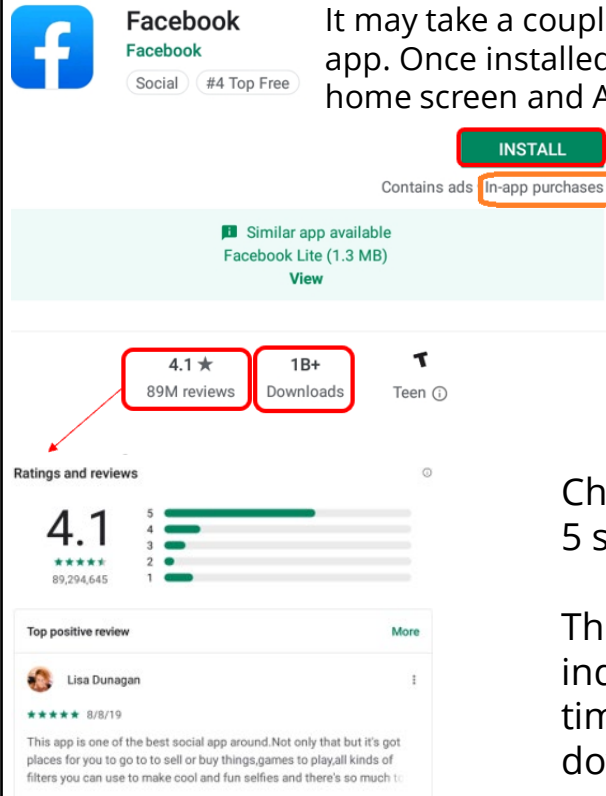 Facebook
Facebook
Social #4 Top Free
It may take a coupl
app. Once installed
home screen and A
INSTALL
Contains ads In-app purchases
Similar app available
Facebook Lite (1.3 MB)
View
4.1 ★
89M reviews
1B+
Downloads
T
Teen
Ratings and reviews
4.1
89,294,645
5
4
3
2
1
Top positive review More
Lisa Dunagan
★★★★★ 8/8/19
This app is one of the best social app around.Not only that but it's got
places for you to go to to sell or buy things,games to play,all kinds of
filters you can use to make cool and fun selfies and there's so much to
Ch
5 s
Th
ind
tim
do